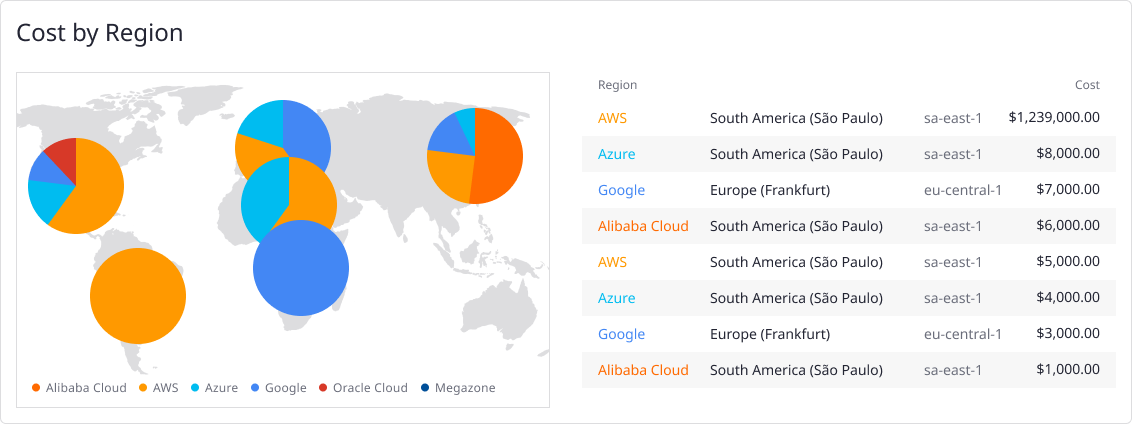 Cost by Region
Alibaba Cloud AWS Azure Google Oracle Cloud Megazone
Region Cost
AWS South America (São Paulo) sa-east-1 $1,239,000.00
Azure South America (São Paulo) sa-east-1 $8,000.00
Google Europe (Frankfurt) eu-central-1 $7,000.00
Alibaba Cloud South America (São Paulo) sa-east-1 $6,000.00
AWS South America (São Paulo) sa-east-1 $5,000.00
Azure South America (São Paulo) sa-east-1 $4,000.00
Google Europe (Frankfurt) eu-central-1 $3,000.00
Alibaba Cloud South America (São Paulo) sa-east-1 $1,000.00